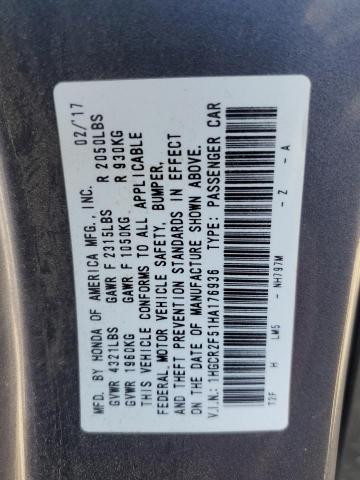 MFD. BY HONDA OF AMERICA MFG., INC. 02/'17
GVWR 4321LBS GAWR F 2315LBS R 2050LBS
GVWR 1960KG GAWR F 1050KG R 930KG
THIS VEHICLE CONFORMS TO ALL APPLICABLE
FEDERAL MOTOR VEHICLE SAFETY, BUMPER,
AND THEFT PREVENTION STANDARDS IN EFFECT
ON THE DATE OF MANUFACTURE SHOWN ABOVE.
V.I.N.: 1HGCR2F51HA176936 TYPE: PASSENGER CAR
T2F H LM5 - NH797M - Z - A